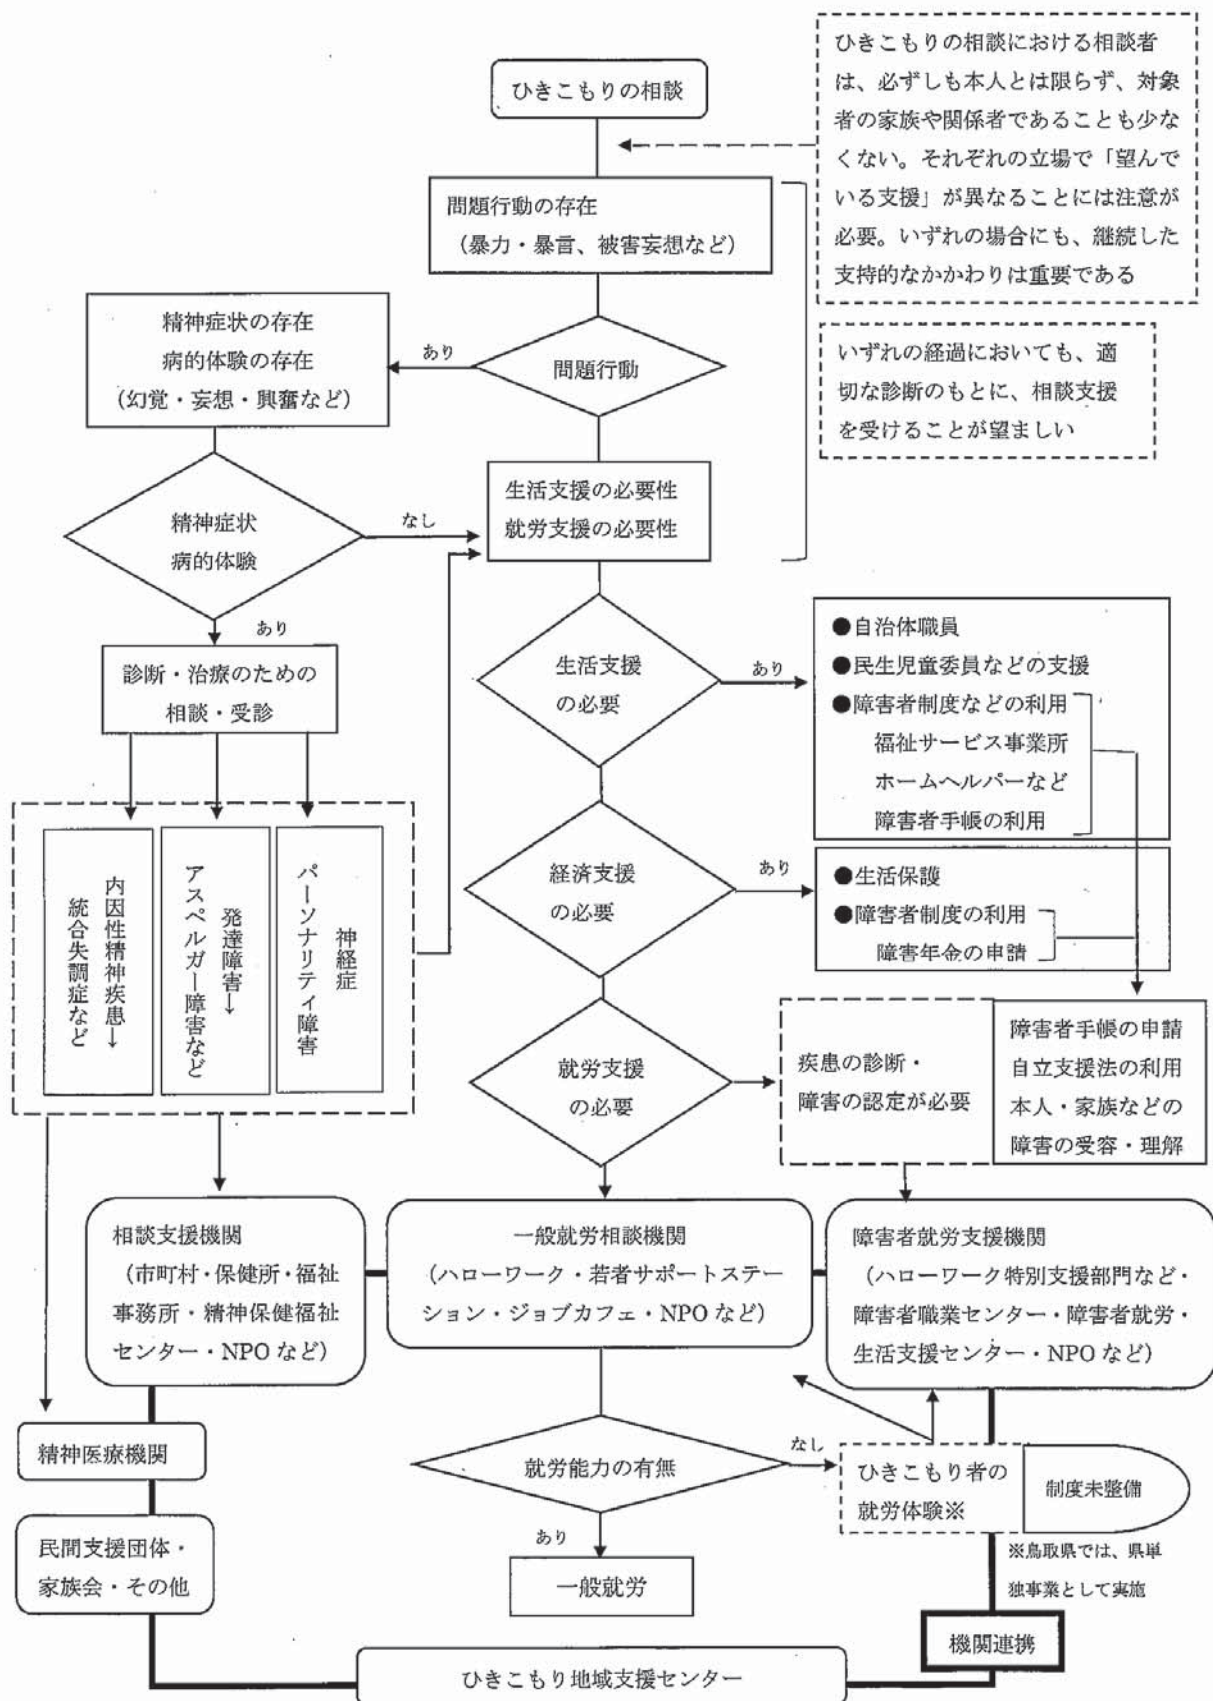 ひきこもりの相談
ひきこもりの相談における相談者
は、必ずしも本人とは限らず、対象
者の家族や関係者であることも少な
くない。それぞれの立場で「望んで
いる支援」が異なることには注意が
必要。いずれの場合にも、継続した
支持的なかかわりは重要である
問題行動の存在
（暴力・暴言、被害妄想など）
いずれの経過においても、適
切な診断のもとに、相談支援
を受けることが望ましい
問題行動
あり
精神症状の存在
病的体験の存在
（幻覚・妄想・興奮など）
精神症状
病的体験
なし
生活支援の必要性
就労支援の必要性
あり
診断・治療のための
相談・受診
内因性精神疾患→
統合失調症など
発達障害→
アスペルガー障害など
神経症
パーソナリティ障害
生活支援
の必要
あり
●自治体職員
●民生児童委員などの支援
●障害者制度などの利用
福祉サービス事業所
ホームヘルパーなど
障害者手帳の利用
経済支援
の必要
あり
●生活保護
●障害者制度の利用
障害年金の申請
就労支援
の必要
疾患の診断・
障害の認定が必要
障害者手帳の申請
自立支援法の利用
本人・家族などの
障害の受容・理解
相談支援機関
（市町村・保健所・福祉
事務所・精神保健福祉
センター・NPO など）
一般就労相談機関
（ハローワーク・若者サポートステー
ション・ジョブカフェ・NPO など）
障害者就労支援機関
（ハローワーク特別支援部門など・
障害者職業センター・障害者就労・
生活支援センター・NPO など）
精神医療機関
民間支援団体・
家族会・その他
就労能力の有無
なし
ひきこもり者の
就労体験※
制度未整備
※鳥取県では、県単
独事業として実施
あり
一般就労
機関連携
ひきこもり地域支援センター